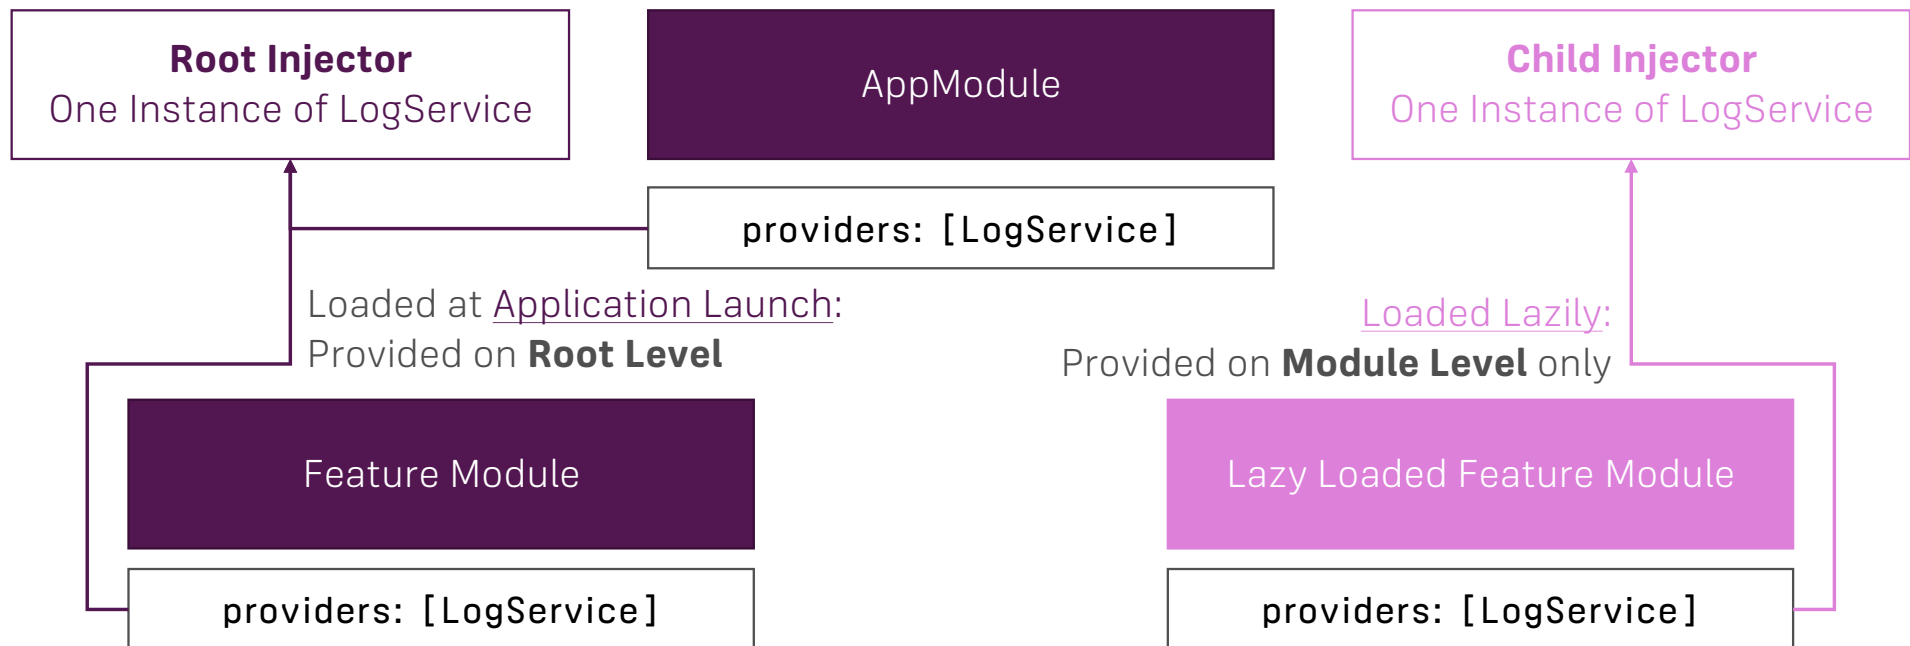 Root Injector
One Instance of LogService
AppModule
Child Injector
One Instance of LogService
providers: [LogService]
Loaded at Application Launch:
Provided on Root Level
Loaded Lazily:
Provided on Module Level only
Feature Module
Lazy Loaded Feature Module
providers: [LogService]
providers: [LogService]